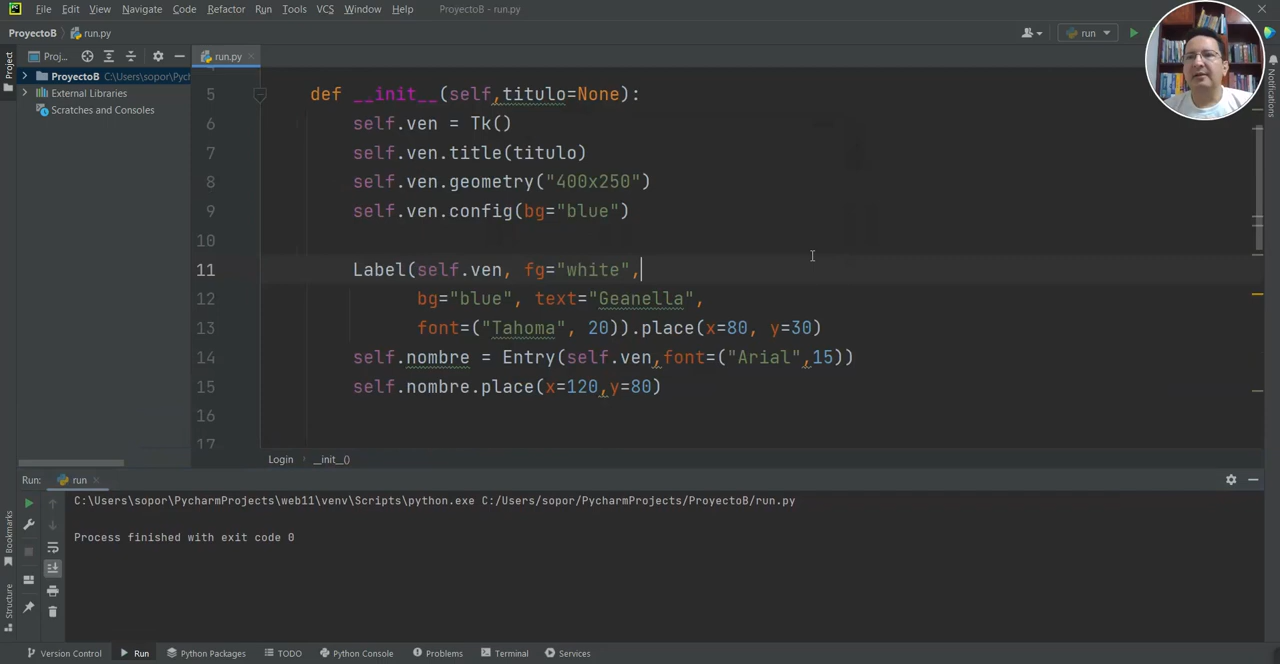 File Edit View Navigate Code Refactor Run Tools VCS Window Help ProyectoB - run.py
ProyectoB run.py run
Proj... run.py
ProyectoB C:\Users\sopor\Pych
External Libraries
Scratches and Consoles
Project
Notifications
5 def __init__(self,titulo=None):
6 self.ven = Tk()
7 self.ven.title(titulo)
8 self.ven.geometry("400x250")
9 self.ven.config(bg="blue")
10
11 Label(self.ven, fg="white",
12 bg="blue", text="Geanella",
13 font=("Tahoma", 20)).place(x=80, y=30)
14 self.nombre = Entry(self.ven,font=("Arial",15))
15 self.nombre.place(x=120,y=80)
16
17
Login __init__()
Run: run
C:\Users\sopor\PycharmProjects\web11\venv\Scripts\python.exe C:/Users/sopor/PycharmProjects/ProyectoB/run.py
Process finished with exit code 0
Bookmarks
Structure
Version Control Run Python Packages TODO Python Console Problems Terminal Services